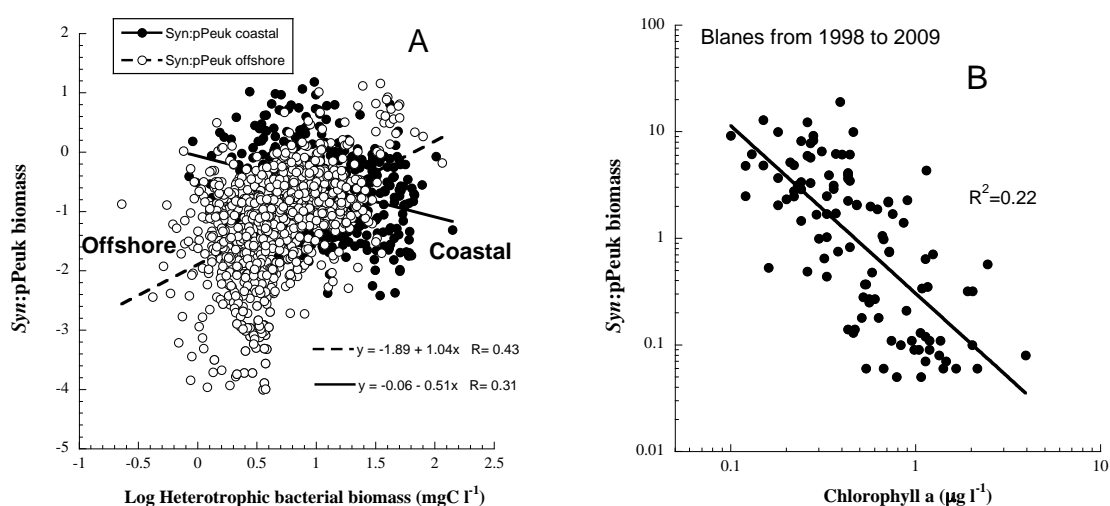 Syn:pPeuk coastal
Syn:pPeuk offshore
A
2
1
0
-1
-2
-3
-4
-5
Syn:pPeuk biomass
Offshore
Coastal
y = -1.89 + 1.04x R= 0.43
y = -0.06 - 0.51x R= 0.31
-1 -0.5 0 0.5 1 1.5 2 2.5
Log Heterotrophic bacterial biomass (mgC l-1)
Blanes from 1998 to 2009
B
100
10
1
0.1
0.01
Syn:pPeuk biomass
R2=0.22
0.1 1 10
Chlorophyll a (µg l-1)